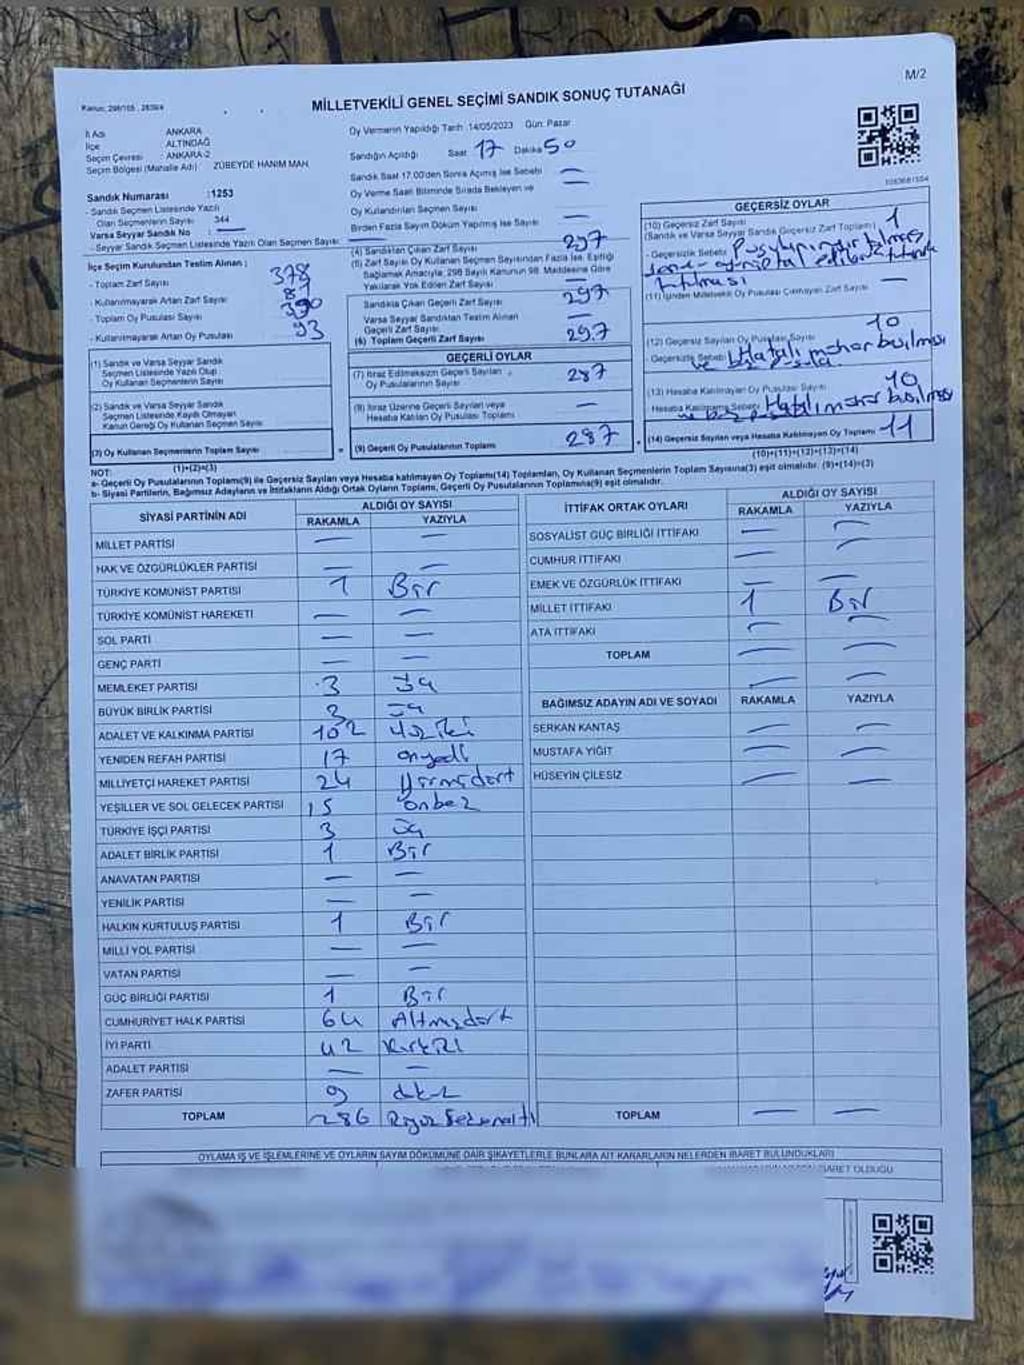 M/2
Kanun: 298/105 , 2839/4
MİLLETVEKİLİ GENEL SEÇİMİ SANDIK SONUÇ TUTANAĞI
İl Adı ANKARA
İlçe ALTINDAĞ
Seçim Çevresi : ANKARA-2
Seçim Bölgesi (Mahalle Adı) : ZÜBEYDE HANIM MAH.
Sandık Numarası :1253
- Sandık Seçmen Listesinde Yazılı
Olan Seçmenlerin Sayısı: 344
Varsa Seyyar Sandık No : —
- Seyyar Sandık Seçmen Listesinde Yazılı Olan Seçmen Sayısı: —
İlçe Seçim Kurulundan Teslim Alınan ;
- Toplam Zarf Sayısı 378
- Kullanılmayarak Artan Zarf Sayısı 81
- Toplam Oy Pusulası Sayısı
- Kullanılmayarak Artan Oy Pusulası 93
(1) Sandık ve Varsa Seyyar Sandık
Seçmen Listesinde Yazılı Olup
Oy Kullanan Seçmenlerin Sayısı
(2) Sandık ve Varsa Seyyar Sandık
Seçmen Listesinde Kayıtlı Olmayan
Kanun Gereği Oy Kullanan Seçmen Sayısı
(3) Oy Kullanan Seçmenlerin Toplam Sayısı
(1)+(2)=(3)
Oy Vermenin Yapıldığı Tarih :14/05/2023 Gün: Pazar
Sandığın Açıldığı Saat 17 Dakika 50
Sandık Saat 17.00'den Sonra Açılmış İse Sebebi —
Oy Verme Saati Bitiminde Sırada Bekleyen ve —
Oy Kullandırılan Seçmen Sayısı
Birden Fazla Sayım Döküm Yapılmış İse Sayısı —
(4) Sandıktan Çıkan Zarf Sayısı 297
(5) Zarf Sayısı Oy Kullanan Seçmen Sayısından Fazla İse, Eşitliği
Sağlamak Amacıyla, 298 Sayılı Kanunun 98. Maddesine Göre
Yakılarak Yok Edilen Zarf Sayısı —
Sandıkta Çıkan Geçerli Zarf Sayısı 297
Varsa Seyyar Sandıktan Teslim Alınan
Geçerli Zarf Sayısı —
(6) Toplam Geçerli Zarf Sayısı 297
GEÇERLİ OYLAR
(7) İtiraz Edilmeksizin Geçerli Sayılan
Oy Pusulalarının Sayısı 287
(8) İtiraz Üzerine Geçerli Sayılan veya
Hesaba Katılan Oy Pusulası Toplamı —
(9) Geçerli Oy Pusulalarının Toplamı 287
GEÇERSİZ OYLAR
(10) Geçersiz Zarf Sayısı 1
(Sandık ve Varsa Seyyar Sandık Geçersiz Zarf Toplamı)
- Geçersizlik Sebebi
tutulması
(11) İçinden Milletvekili Oy Pusulası Çıkmayan Zarf Sayısı —
(12) Geçersiz Sayılan Oy Pusulası Sayısı 10
- Geçersizlik Sebebi Hatalı mühür basılması
(13) Hesaba Katılmayan Oy Pusulası Sayısı 10
Hesaba Katılmama Sebebi Hatalı mühür basılması
(14) Geçersiz Sayılan veya Hesaba Katılmayan Oy Toplamı 11
(10)+(11)+(12)+(13)=(14)
NOT:
a- Geçerli Oy Pusulalarının Toplamı(9) ile Geçersiz Sayılan veya Hesaba katılmayan Oy Toplamı(14) Toplamları, Oy Kullanan Seçmenlerin Toplam Sayısına(3) eşit olmalıdır. (9)+(14)=(3)
b- Siyasi Partilerin, Bağımsız Adayların ve İttifakların Aldığı Ortak Oyların Toplamı, Geçerli Oy Pusulalarının Toplamına(9) eşit olmalıdır.
SİYASİ PARTİNİN ADI ALDIĞI OY SAYISI
RAKAMLA YAZIYLA
MİLLET PARTİSİ — —
HAK VE ÖZGÜRLÜKLER PARTİSİ — —
TÜRKİYE KOMÜNİST PARTİSİ 1 Bir
TÜRKİYE KOMÜNİST HAREKETİ — —
SOL PARTİ — —
GENÇ PARTİ — —
MEMLEKET PARTİSİ 3 üç
BÜYÜK BİRLİK PARTİSİ 3 üç
ADALET VE KALKINMA PARTİSİ 102 yüziki
YENİDEN REFAH PARTİSİ 17 onyedi
MİLLİYETÇİ HAREKET PARTİSİ 24 Yirmidört
YEŞİLLER VE SOL GELECEK PARTİSİ 15 onbeş
TÜRKİYE İŞÇİ PARTİSİ 3 üç
ADALET BİRLİK PARTİSİ 1 Bir
ANAVATAN PARTİSİ — —
YENİLİK PARTİSİ — —
HALKIN KURTULUŞ PARTİSİ 1 Bir
MİLLİ YOL PARTİSİ — —
VATAN PARTİSİ — —
GÜÇ BİRLİĞİ PARTİSİ 1 Bir
CUMHURİYET HALK PARTİSİ 64 Altmışdört
İYİ PARTİ 42 Kırkiki
ADALET PARTİSİ — —
ZAFER PARTİSİ 9 dokuz
TOPLAM 286 ikiyüz Seksenaltı
İTTİFAK ORTAK OYLARI ALDIĞI OY SAYISI
RAKAMLA YAZIYLA
SOSYALİST GÜÇ BİRLİĞİ İTTİFAKI — —
CUMHUR İTTİFAKI — —
EMEK VE ÖZGÜRLÜK İTTİFAKI — —
MİLLET İTTİFAKI 1 Bir
ATA İTTİFAKI — —
TOPLAM — —
BAĞIMSIZ ADAYIN ADI VE SOYADI RAKAMLA YAZIYLA
SERKAN KANTAŞ — —
MUSTAFA YİĞİT — —
HÜSEYİN ÇİLESİZ — —
TOPLAM — —
OYLAMA İŞ VE İŞLEMLERİNE VE OYLARIN SAYIM DÖKÜMÜNE DAİR ŞİKAYETLERLE BUNLARA AİT KARARLARIN NELERDEN İBARET BULUNDUKLARI